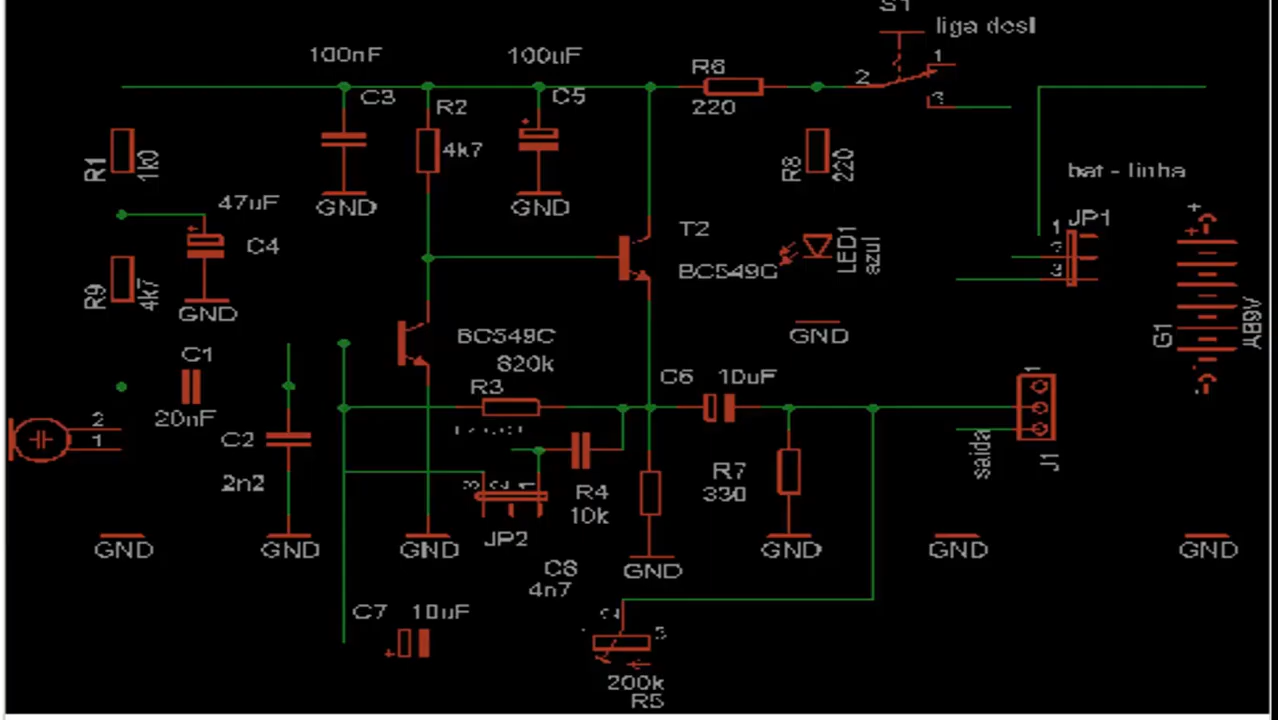 S1
liga desl
100nF
100uF
R6
2
1
C3
R2
C5
220
3
R1
1k0
4k7
R8
220
bat - linha
GND
GND
47uF
C4
T2
JP1
1
2
3
BC549C
LED1
azul
R9
4k7
GND
GND
G1
AB9V
C1
BC549C
820k
R3
C6
10uF
1
20nF
2
1
C2
2n2
3
2
1
R4
10k
R7
330
saida
J1
JP2
GND
GND
GND
GND
GND
GND
GND
C8
4n7
C7
10uF
+
200k
R5